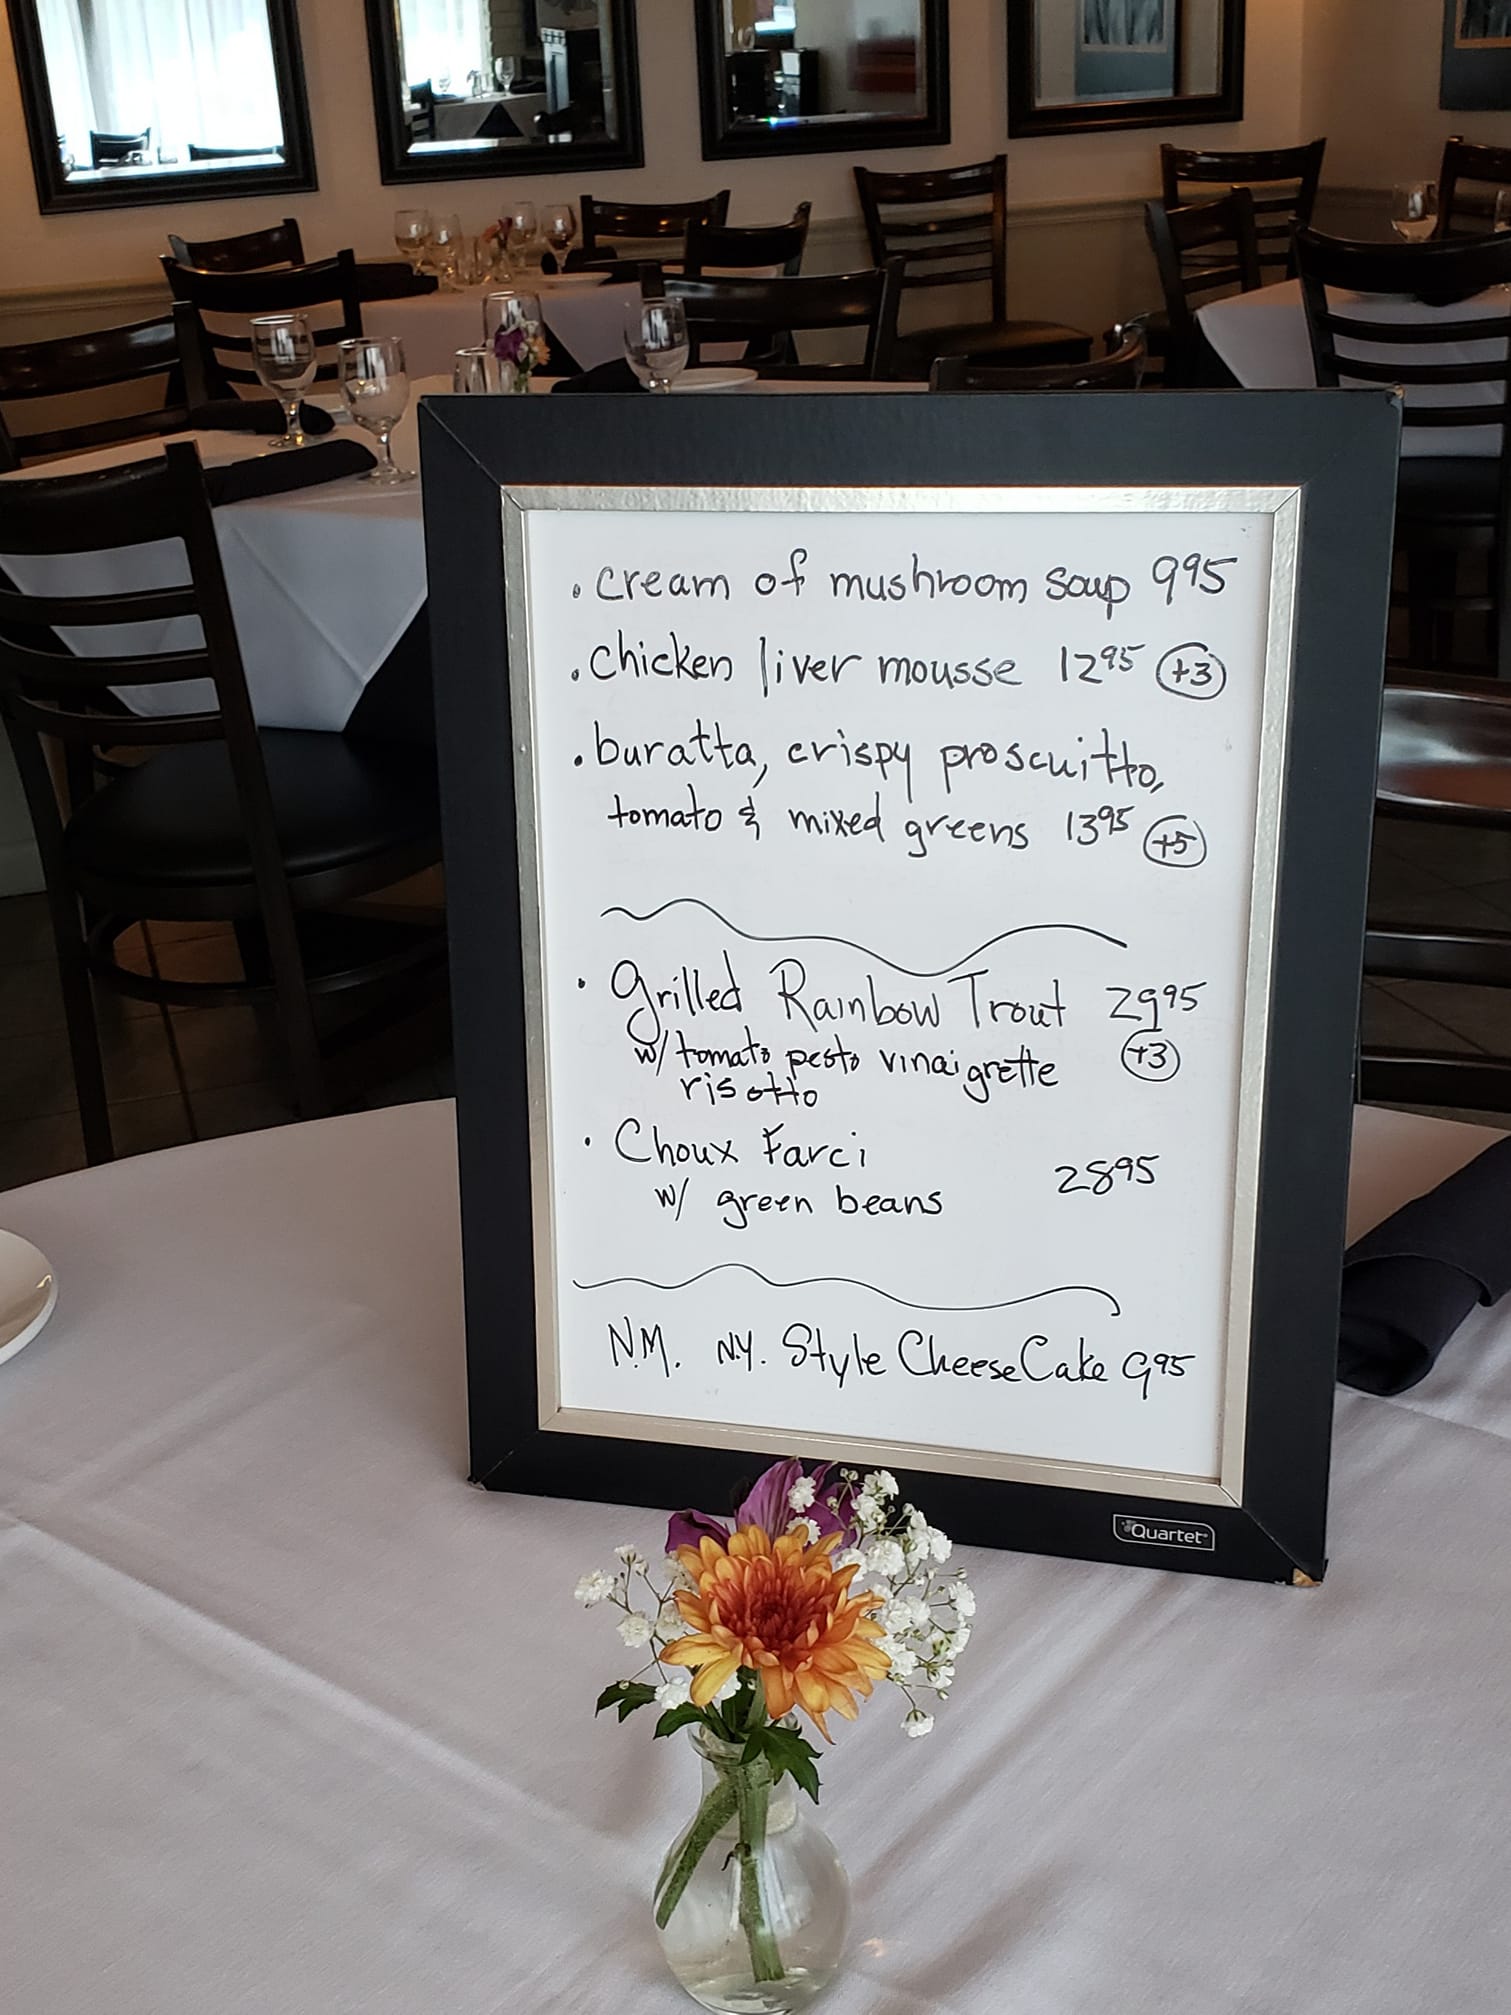 . cream of mushroom soup 9⁹⁵
. chicken liver mousse 12⁹⁵ +3
. buratta, crispy proscuitto,
tomato & mixed greens 13⁹⁵ +5
· Grilled Rainbow Trout 29⁹⁵
w/ tomato pesto vinaigrette +3
risotto
· Choux Farci
w/ green beans 28⁹⁵
N.M. N.Y. Style CheeseCake 9⁹⁵
Quartet